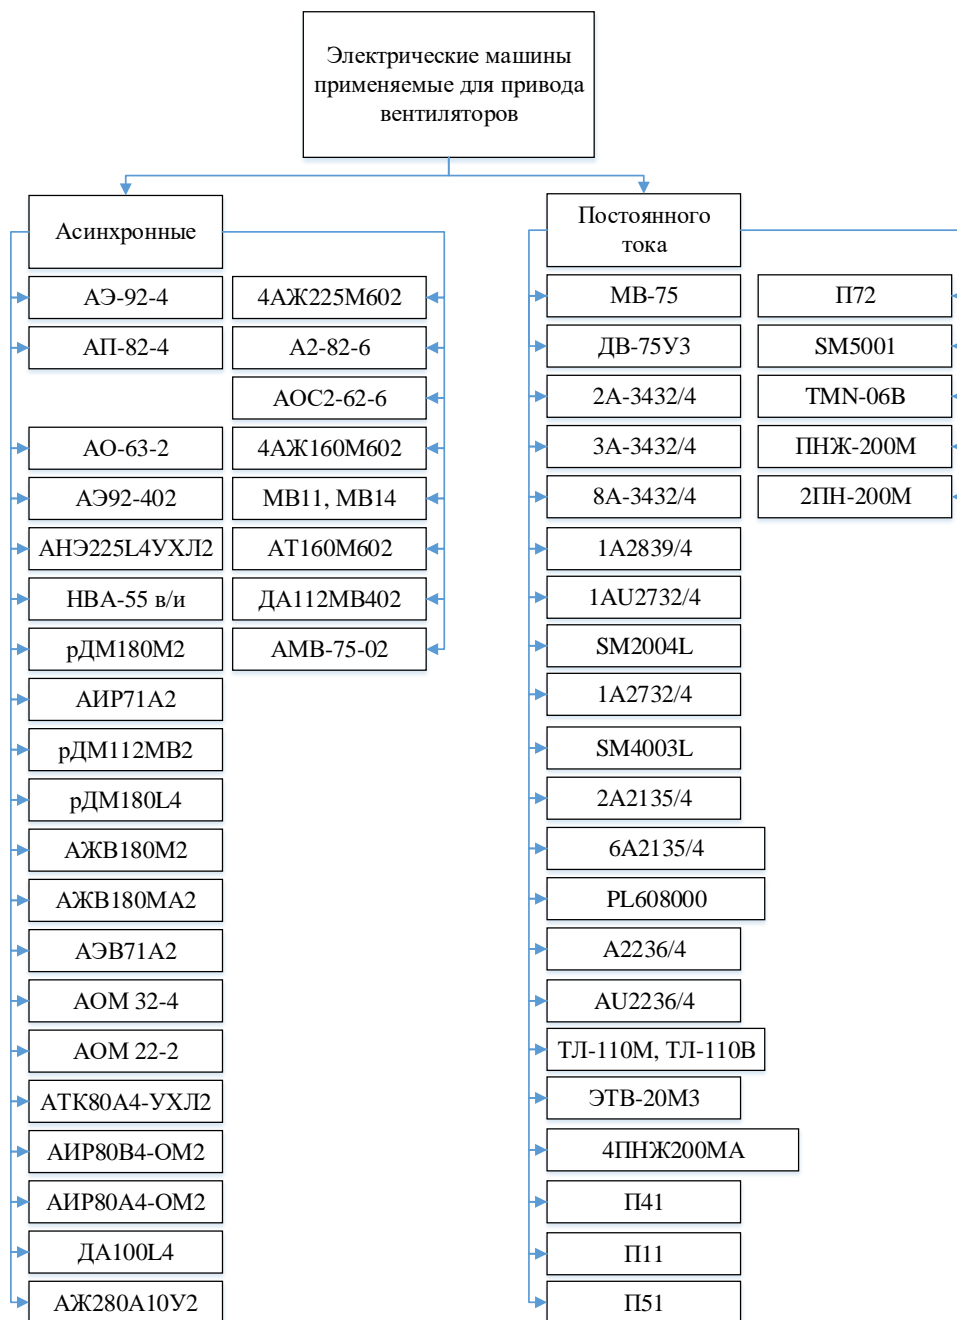 Электрические машины
применяемые для привода
вентиляторов
Асинхронные
АЭ-92-4
АП-82-4
АО-63-2
АЭ92-402
АНЭ225L4УХЛ2
НВА-55 в/и
рДМ180М2
АИР71А2
рДМ112МВ2
рДМ180L4
АЖВ180М2
АЖВ180МА2
АЭВ71А2
АОМ 32-4
АОМ 22-2
АТК80А4-УХЛ2
АИР80В4-ОМ2
АИР80А4-ОМ2
ДА100L4
АЖ280А10У2
4АЖ225М602
А2-82-6
АОС2-62-6
4АЖ160М602
МВ11, МВ14
АТ160М602
ДА112МВ402
АМВ-75-02
Постоянного
тока
МВ-75
ДВ-75УЗ
2А-3432/4
3А-3432/4
8А-3432/4
1А2839/4
1AU2732/4
SM2004L
1А2732/4
SM4003L
2А2135/4
6А2135/4
PL608000
А2236/4
AU2236/4
ТЛ-110М, ТЛ-110В
ЭТВ-20М3
4ПНЖ200МА
П41
П11
П51
П72
SM5001
TMN-06В
ПНЖ-200М
2ПН-200М